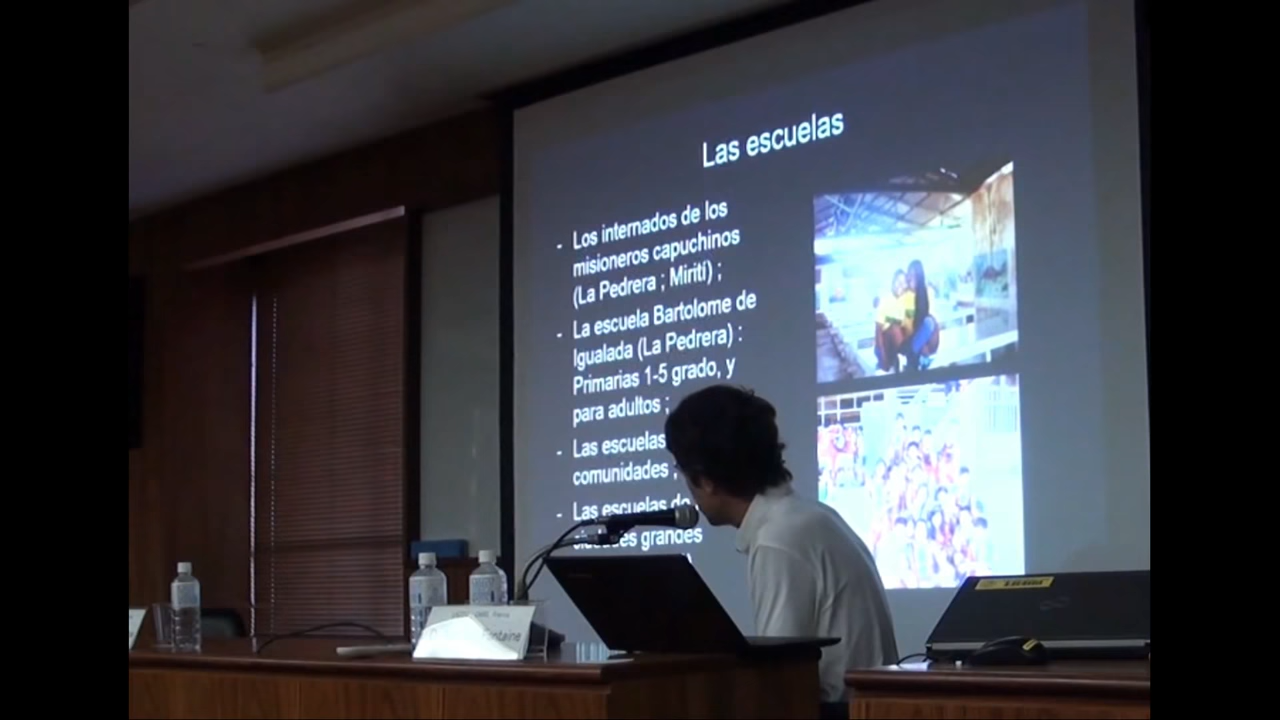 Las escuelas
- Los internados de los
misioneros capuchinos
(La Pedrera ; Mirití) ;
- La escuela Bartolome de
Igualada (La Pedrera) :
Primarias 1-5 grado, y
para adultos ;
- Las escuelas
comunidades ;
- Las escuelas de
ciudades grandes